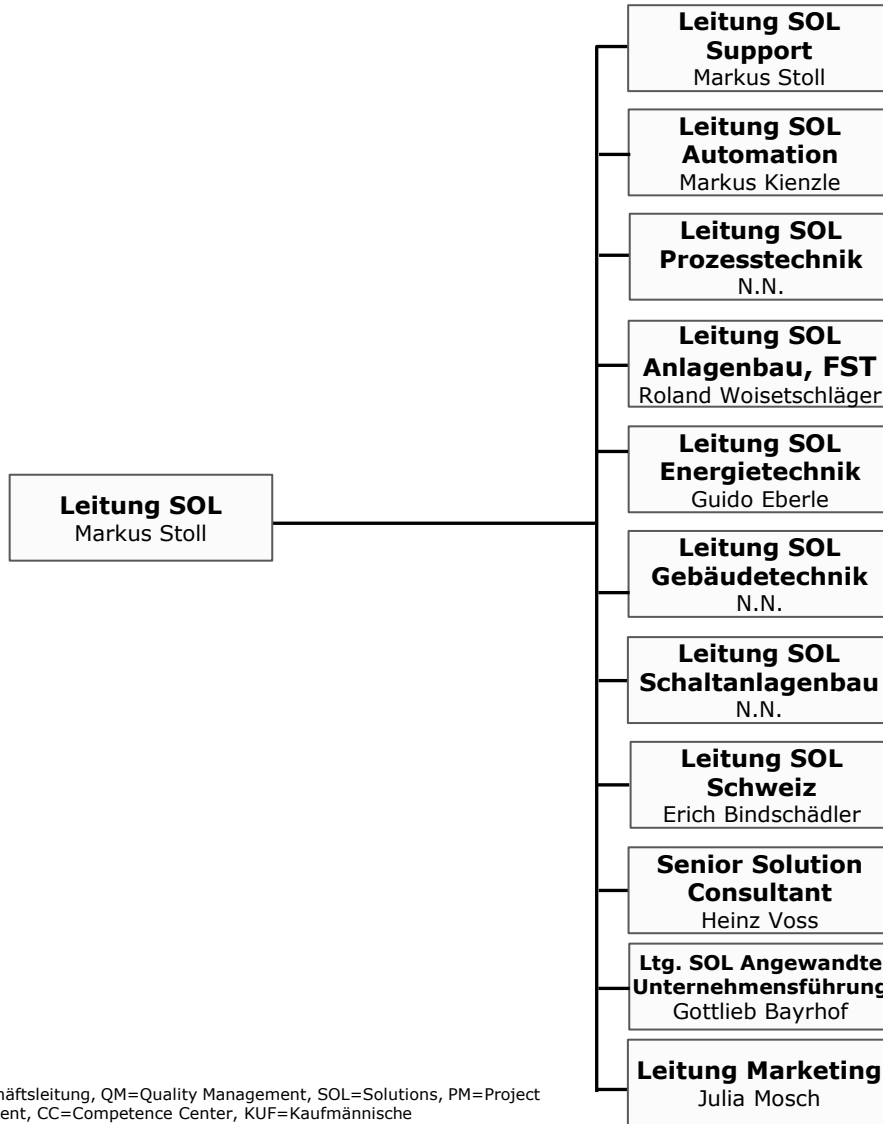 Leitung SOL
Support
Markus Stoll
Leitung SOL
Automation
Markus Kienzle
Leitung SOL
Prozesstechnik
N.N.
Leitung SOL
Anlagenbau, FST
Roland Woisetschläger
Leitung SOL
Energietechnik
Guido Eberle
Leitung SOL
Markus Stoll
Leitung SOL
Gebäudetechnik
N.N.
Leitung SOL
Schaltanlagenbau
N.N.
Leitung SOL
Schweiz
Erich Bindschädler
Senior Solution
Consultant
Heinz Voss
Ltg. SOL Angewandte
Unternehmensführung
Gottlieb Bayrhof
Leitung Marketing
Julia Mosch
häftsleitung, QM=Quality Management, SOL=Solutions, PM=Project
ent, CC=Competence Center, KUF=Kaufmännische